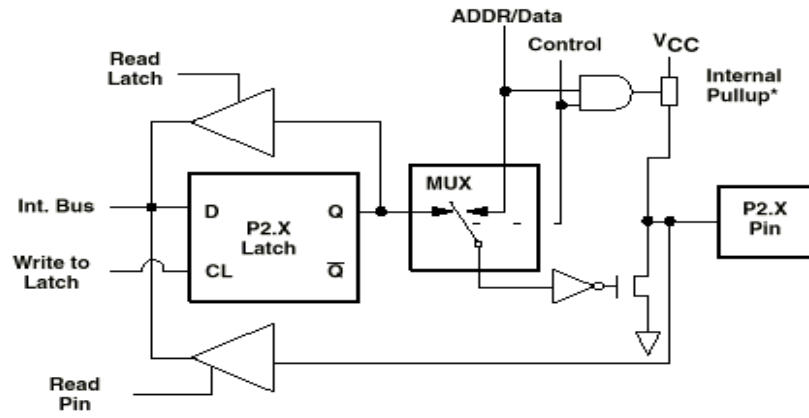 ADDR/Data
Read
Latch
Control
VCC
Internal
Pullup*
MUX
Int. Bus
D
Q
P2.X
Latch
P2.X
Pin
Write to
Latch
CL
Q̅
Read
Pin